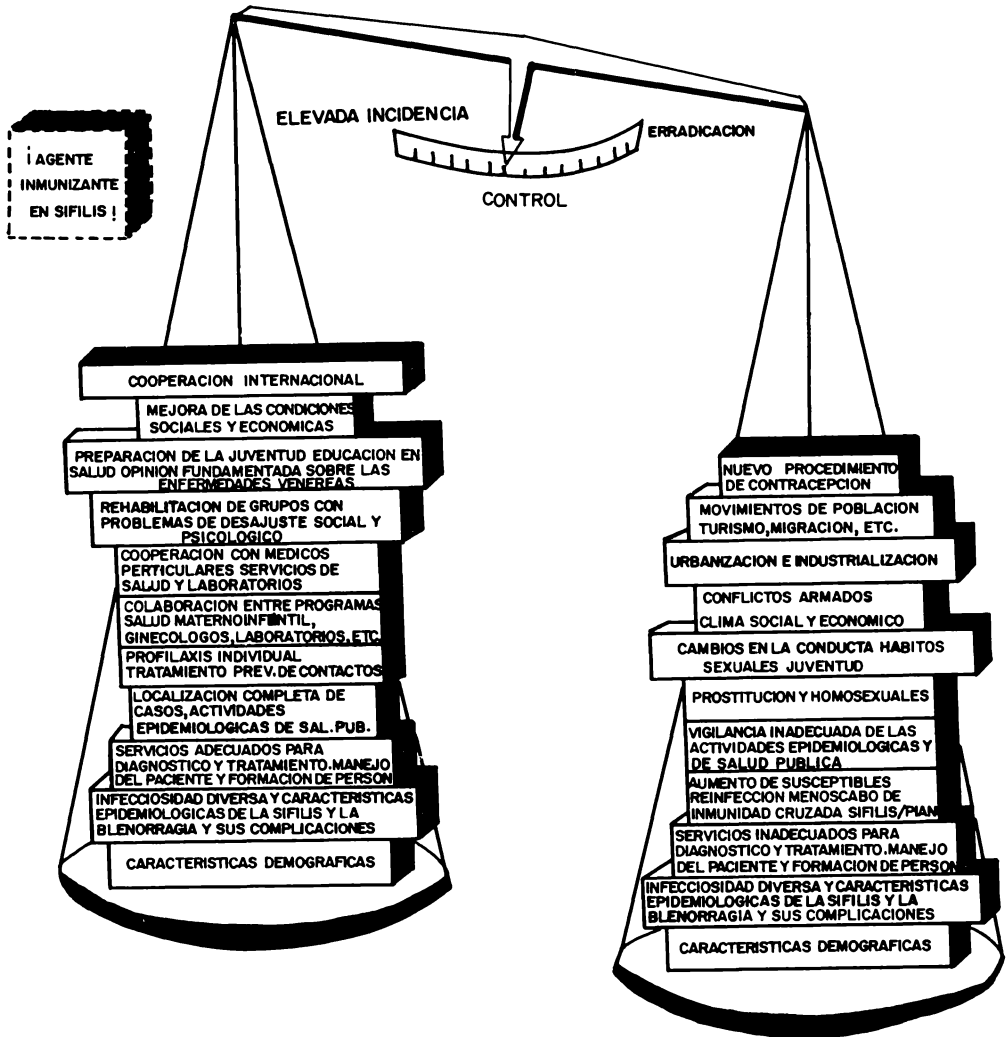 ELEVADA INCIDENCIA
ERRADICACION
CONTROL
¡ AGENTE
INMUNIZANTE
EN SIFILIS !
COOPERACION INTERNACIONAL
MEJORA DE LAS CONDICIONES
SOCIALES Y ECONOMICAS
PREPARACION DE LA JUVENTUD EDUCACION EN
SALUD OPINION FUNDAMENTADA SOBRE LAS
ENFERMEDADES VENEREAS
REHABILITACION DE GRUPOS CON
PROBLEMAS DE DESAJUSTE SOCIAL Y
PSICOLOGICO
COOPERACION CON MEDICOS
PERTICULARES SERVICIOS DE
SALUD Y LABORATORIOS
COLABORACION ENTRE PROGRAMAS
SALUD MATERNOINFANTIL,
GINECOLOGOS, LABORATORIOS, ETC.
PROFILAXIS INDIVIDUAL
TRATAMIENTO PREV. DE CONTACTOS
LOCALIZACION COMPLETA DE
CASOS, ACTIVIDADES
EPIDEMIOLOGICAS DE SAL. PUB.
SERVICIOS ADECUADOS PARA
DIAGNOSTICO Y TRATAMIENTO. MANEJO
DEL PACIENTE Y FORMACION DE PERSON
INFECCIOSIDAD DIVERSA Y CARACTERISTICAS
EPIDEMIOLOGICAS DE LA SIFILIS Y LA
BLENORRAGIA Y SUS COMPLICACIONES
CARACTERISTICAS DEMOGRAFICAS
NUEVO PROCEDIMIENTO
DE CONTRACEPCION
MOVIMIENTOS DE POBLACION
TURISMO, MIGRACION, ETC.
URBANIZACION E INDUSTRIALIZACION
CONFLICTOS ARMADOS
CLIMA SOCIAL Y ECONOMICO
CAMBIOS EN LA CONDUCTA HABITOS
SEXUALES JUVENTUD
PROSTITUCION Y HOMOSEXUALES
VIGILANCIA INADECUADA DE LAS
ACTIVIDADES EPIDEMIOLOGICAS Y
DE SALUD PUBLICA
AUMENTO DE SUSCEPTIBLES
REINFECCION MENOSCABO DE
INMUNIDAD CRUZADA SIFILIS/PIAN
SERVICIOS INADECUADOS PARA
DIAGNOSTICO Y TRATAMIENTO. MANEJO
DEL PACIENTE Y FORMACION DE PERSON
INFECCIOSIDAD DIVERSA Y CARACTERISTICAS
EPIDEMIOLOGICAS DE LA SIFILIS Y LA
BLENORRAGIA Y SUS COMPLICACIONES
CARACTERISTICAS DEMOGRAFICAS